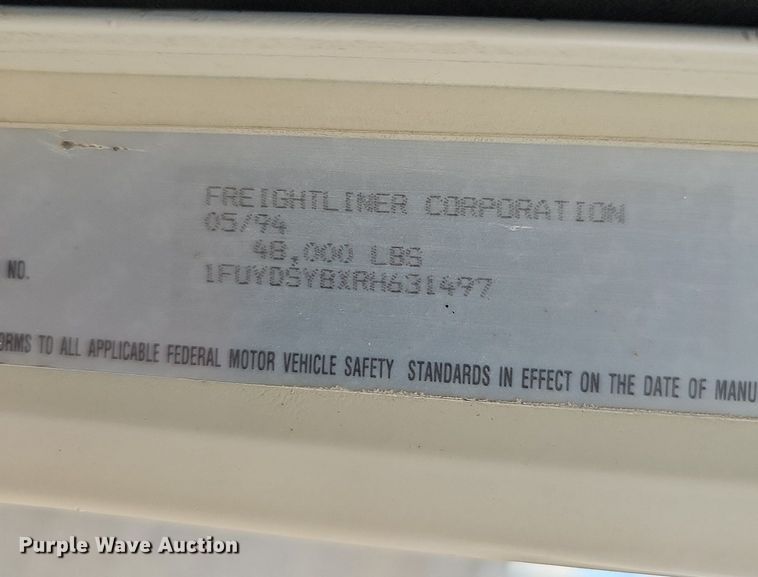 FREIGHTLINER CORPORATION
05/94
48,000 LBS
NO. 1FUYDSYBXRH631497
ORMS TO ALL APPLICABLE FEDERAL MOTOR VEHICLE SAFETY STANDARDS IN EFFECT ON THE DATE OF MANU
Purple Wave Auction